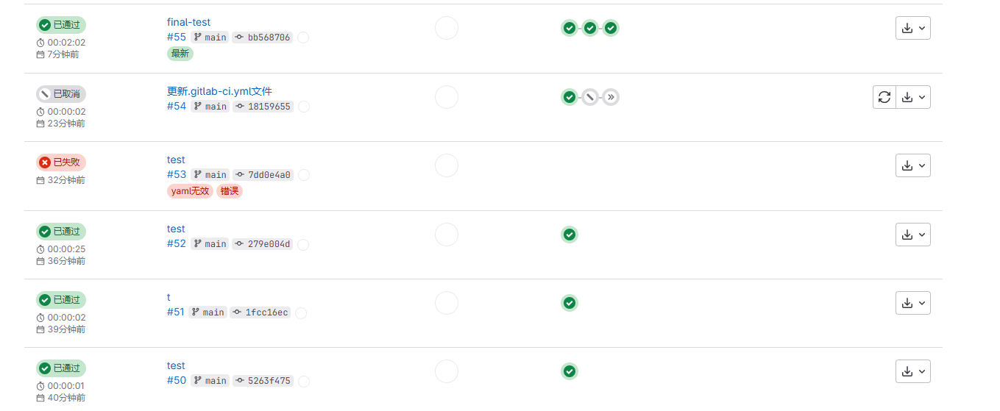 已通过
final-test
#55 main bb568706
00:02:02
7分钟前
最新
已取消
更新.gitlab-ci.yml文件
#54 main 18159655
00:00:02
23分钟前
已失败
test
#53 main 7dd0e4a0
32分钟前
yaml无效 错误
已通过
test
#52 main 279e004d
00:00:25
36分钟前
已通过
t
#51 main 1fcc16ec
00:00:02
39分钟前
已通过
test
#50 main 5263f475
00:00:01
40分钟前